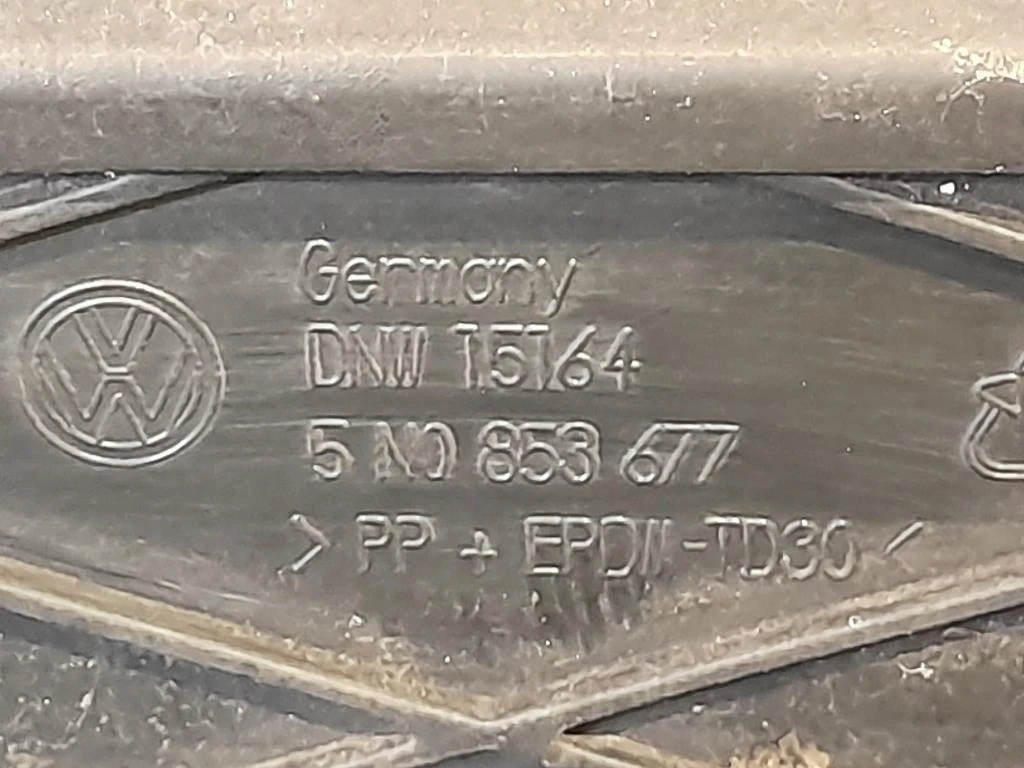 Germany
DNW 15164
5 N0 853 677
> PP + EPDM -TD30 <